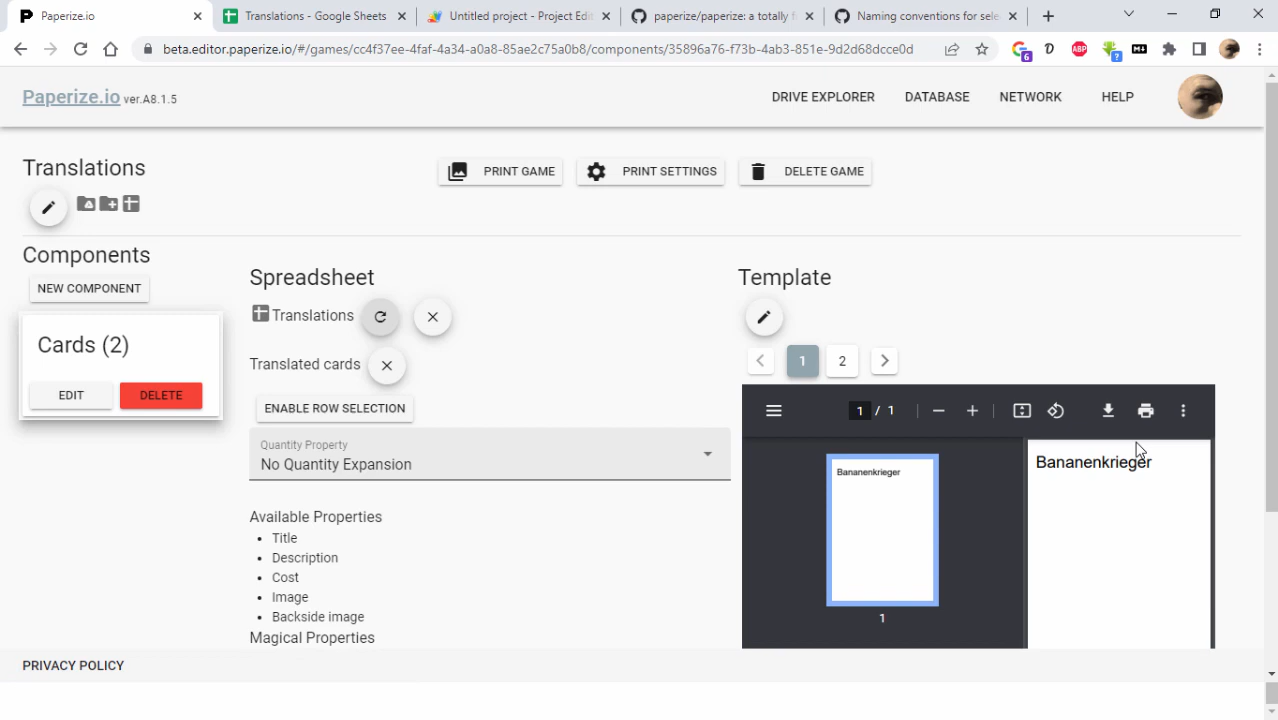 Paperize.io
Translations - Google Sheets
Untitled project - Project Edi
paperize/paperize: a totally f
Naming conventions for sele
beta.editor.paperize.io/#/games/cc4f37ee-4faf-4a34-a0a8-85ae2c75a0b8/components/35896a76-f73b-4ab3-851e-9d2d68dcce0d
6
ABP
?
Paperize.io ver.A8.1.5
DRIVE EXPLORER
DATABASE
NETWORK
HELP
Translations
PRINT GAME
PRINT SETTINGS
DELETE GAME
Components
NEW COMPONENT
Cards (2)
EDIT
DELETE
Spreadsheet
Translations
Translated cards
ENABLE ROW SELECTION
Quantity Property
No Quantity Expansion
Available Properties
• Title
• Description
• Cost
• Image
• Backside image
Magical Properties
Template
1
2
1 / 1
Bananenkrieger
1
Bananenkrieger
PRIVACY POLICY